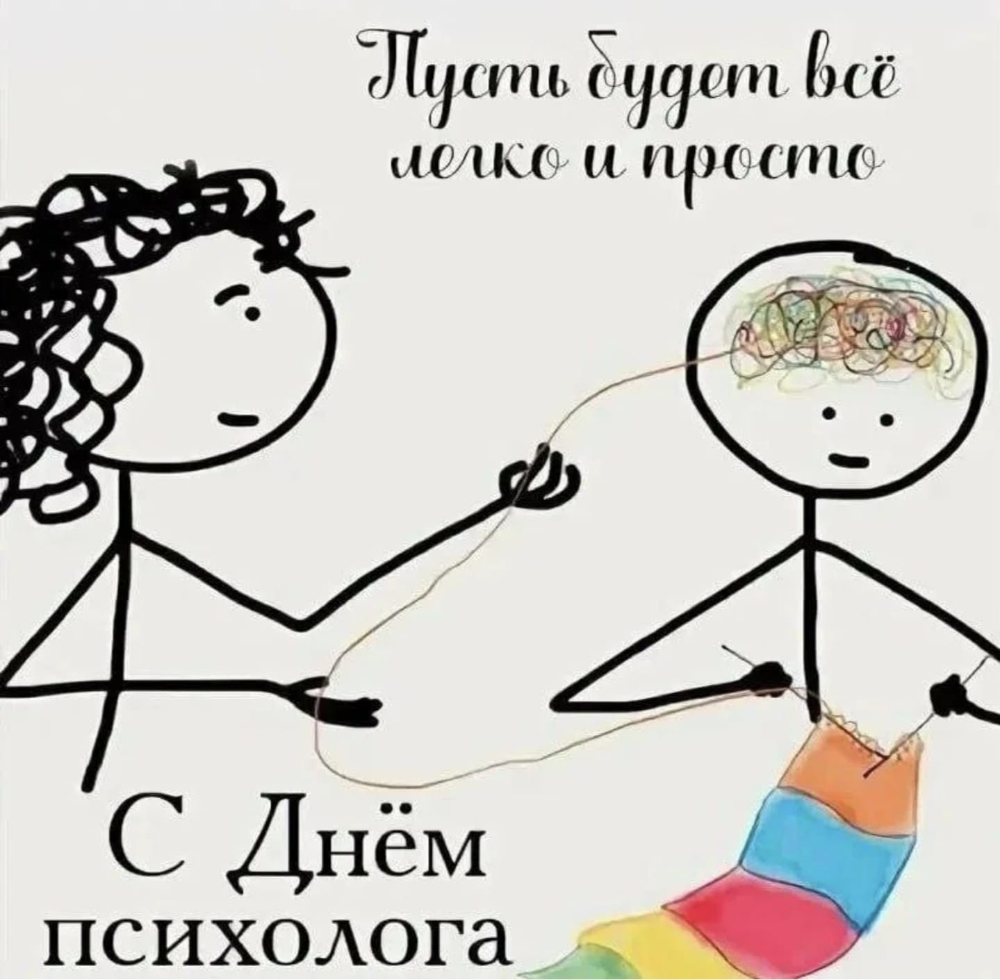 Пусть будет всё
легко и просто
С Днём
психолога